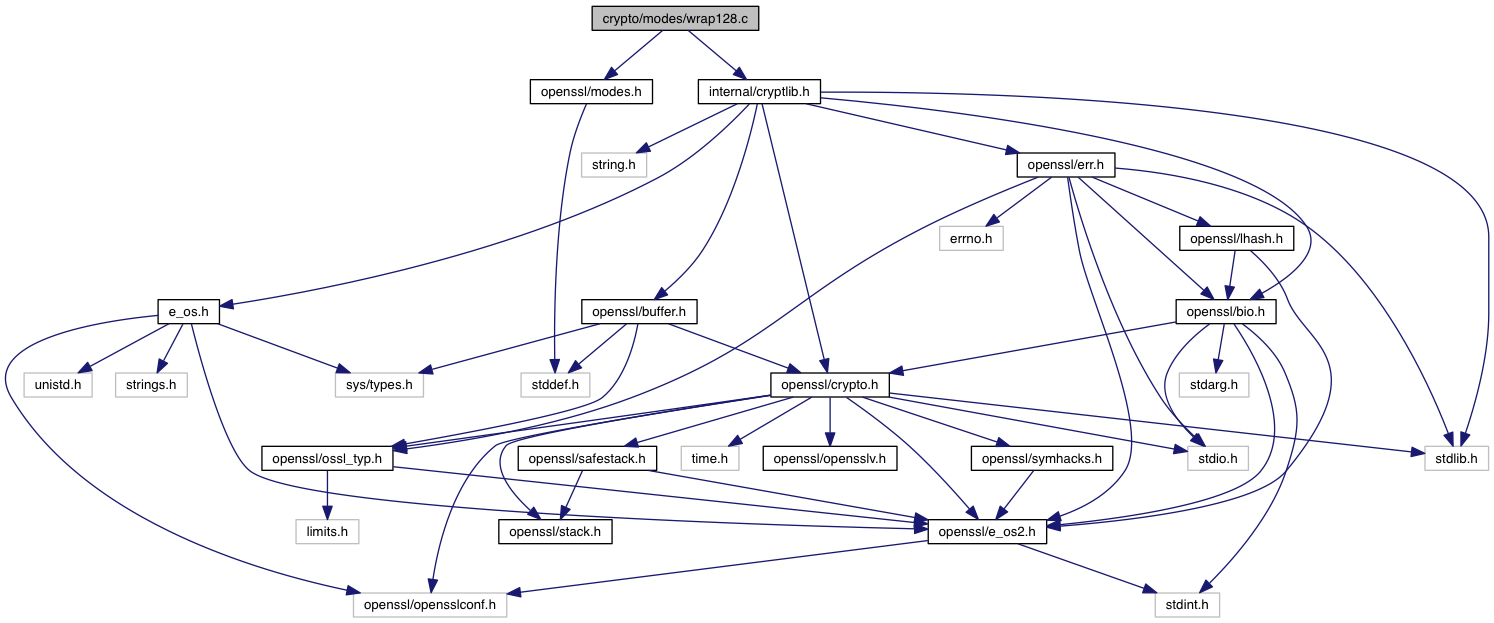 crypto/modes/wrap128.c
openssl/modes.h
internal/cryptlib.h
string.h
openssl/err.h
errno.h
openssl/lhash.h
e_os.h
openssl/buffer.h
openssl/bio.h
unistd.h
strings.h
sys/types.h
stddef.h
openssl/crypto.h
stdarg.h
openssl/ossl_typ.h
openssl/safestack.h
time.h
openssl/opensslv.h
openssl/symhacks.h
stdio.h
stdlib.h
limits.h
openssl/stack.h
openssl/e_os2.h
openssl/opensslconf.h
stdint.h